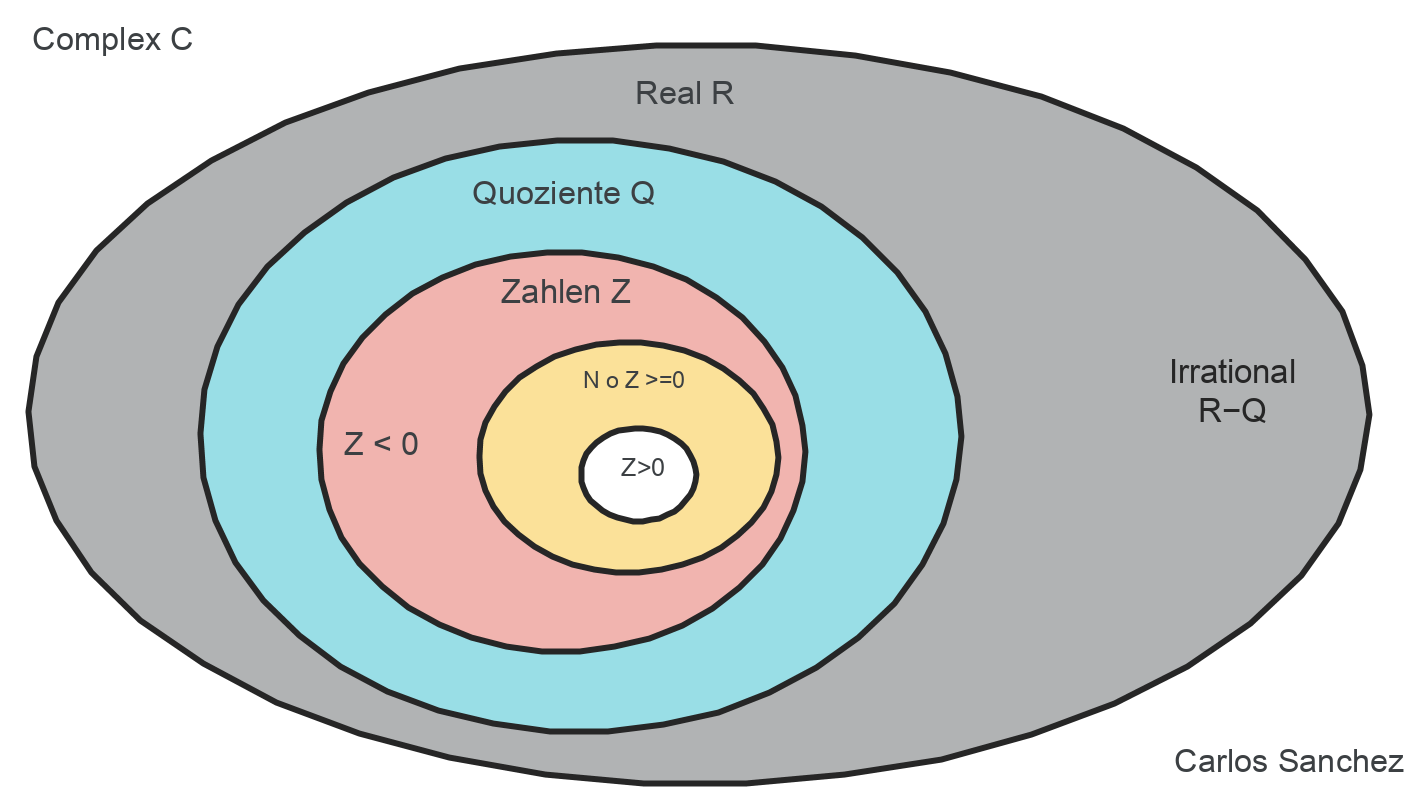 Complex C
Real R
Quoziente Q
Zahlen Z
Irrational
R−Q
N o Z >=0
Z < 0
Z>0
Carlos Sanchez